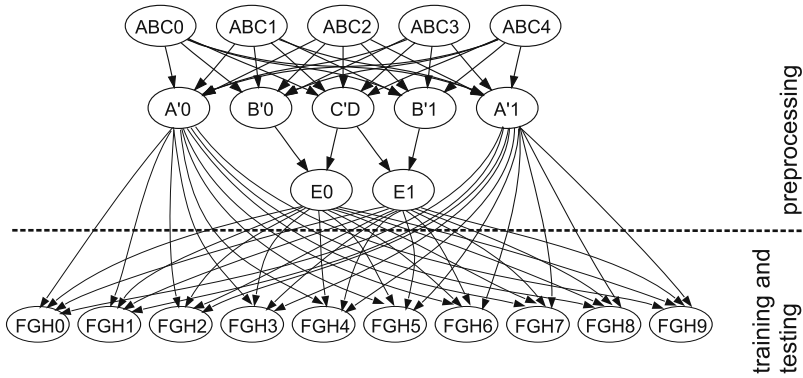 ABC0 ABC1 ABC2 ABC3 ABC4
A'0 B'0 C'D B'1 A'1
E0 E1
preprocessing
FGH0 FGH1 FGH2 FGH3 FGH4 FGH5 FGH6 FGH7 FGH8 FGH9
training and
testing